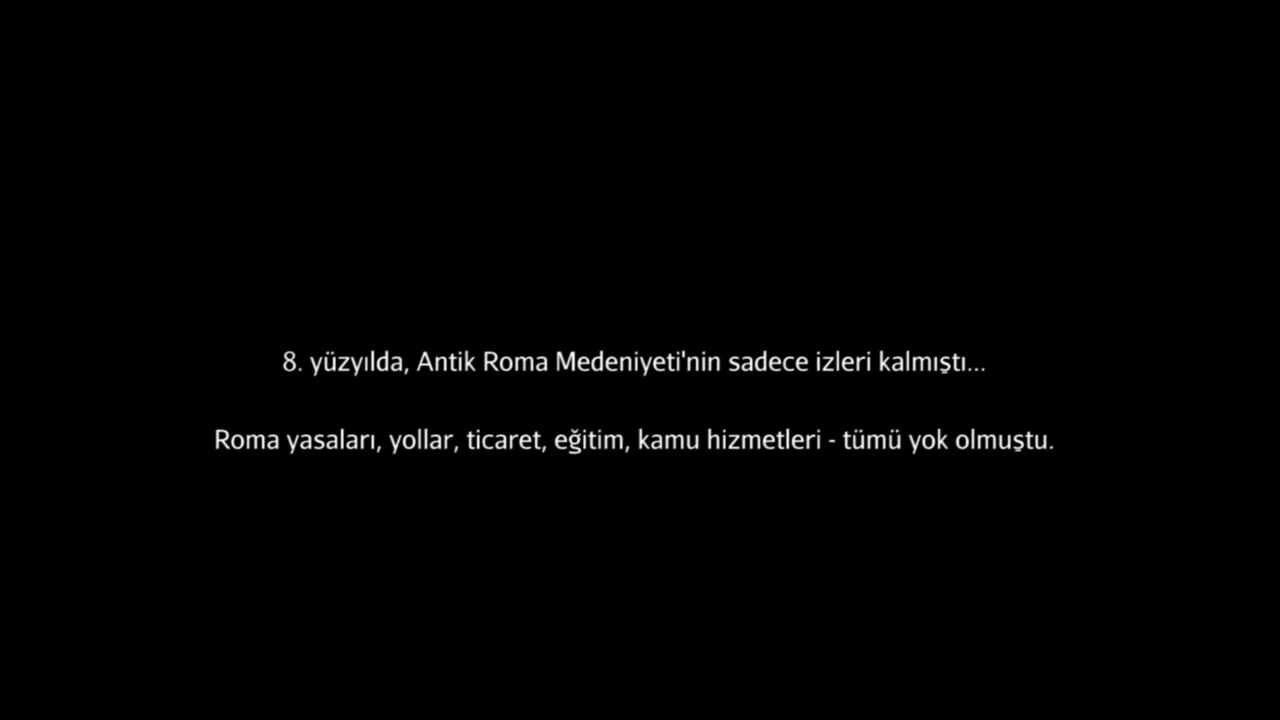 8. yüzyılda, Antik Roma Medeniyeti'nin sadece izleri kalmıştı...
Roma yasaları, yollar, ticaret, eğitim, kamu hizmetleri - tümü yok olmuştu.